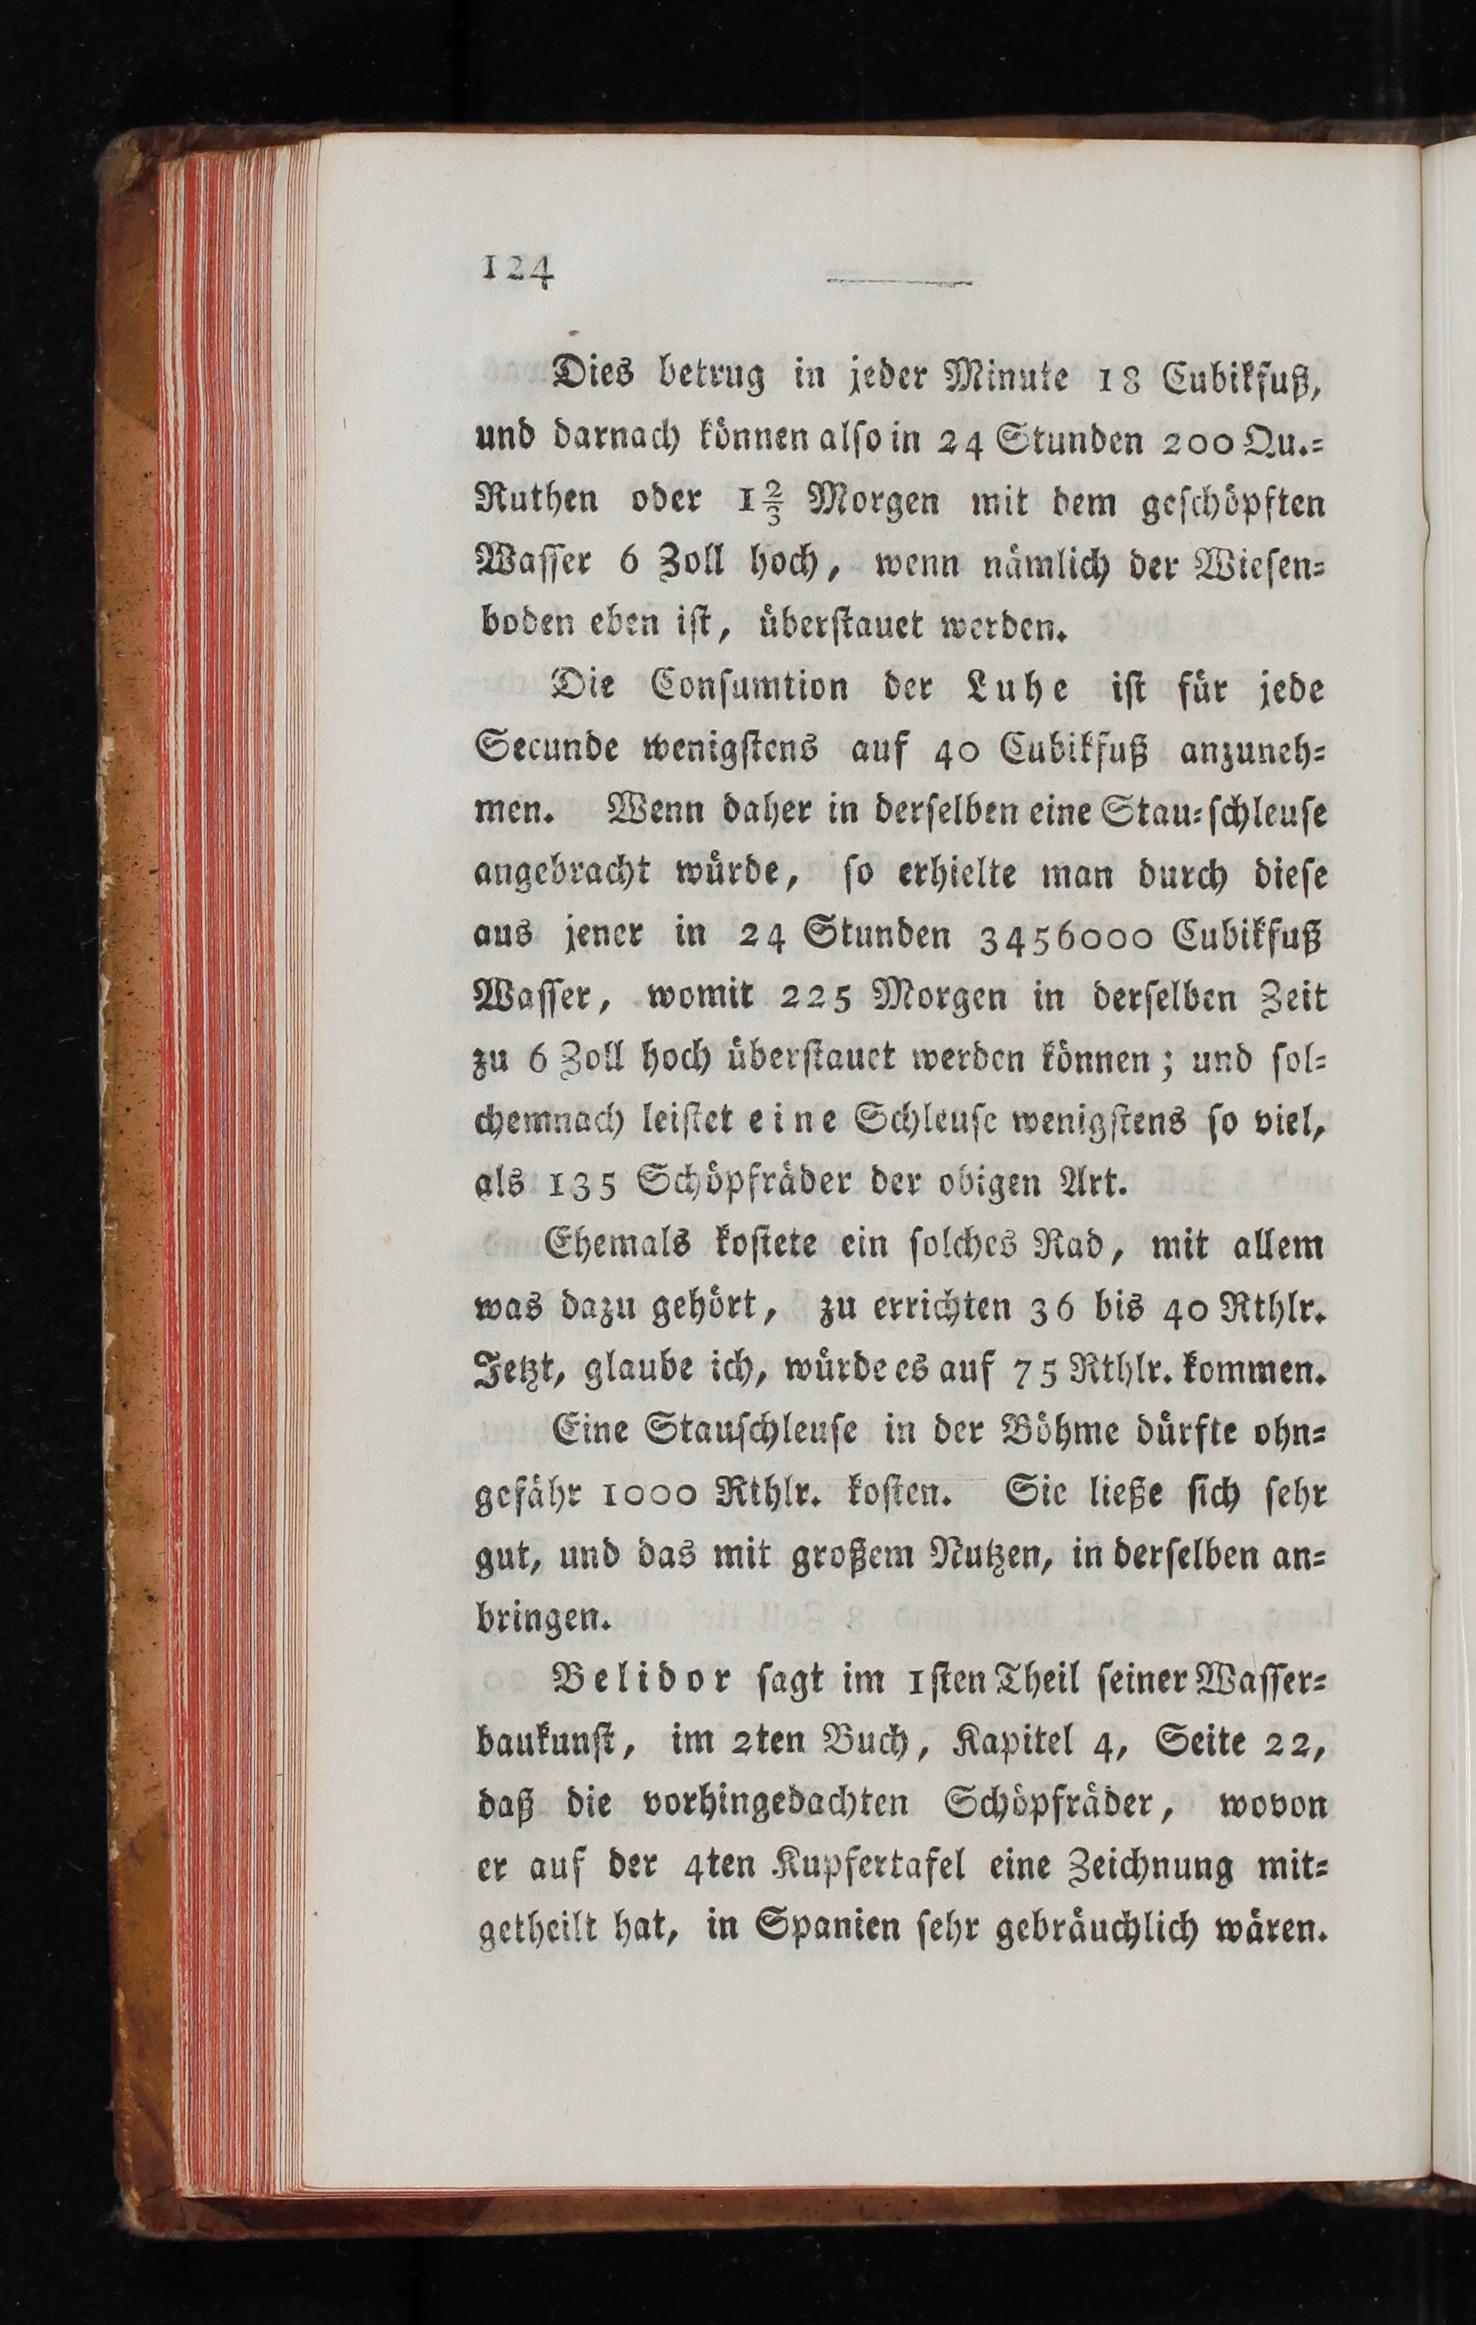 124
Dies betrug in jeder Minute 18 Cubikfuß,
und darnach können also in 24 Stunden 200 Qu.⸗
Ruthen oder 1 2/3 Morgen mit dem geschöpften
Wasser 6 Zoll hoch, wenn nämlich der Wiesen⸗
boden eben ist, überstauet werden.
Die Consumtion der Luhe ist für jede
Secunde wenigstens auf 40 Cubikfuß anzuneh⸗
men. Wenn daher in derselben eine Stau⸗schleuse
angebracht würde, so erhielte man durch diese
aus jener in 24 Stunden 3456000 Cubikfuß
Wasser, womit 225 Morgen in derselben Zeit
zu 6 Zoll hoch überstauet werden können; und sol⸗
chemnach leistet eine Schleuse wenigstens so viel,
als 135 Schöpfräder der obigen Art.
Ehemals kostete ein solches Rad, mit allem
was dazu gehört, zu errichten 36 bis 40 Rthlr.
Jetzt, glaube ich, würde es auf 75 Rthlr. kommen.
Eine Stauschleuse in der Böhme dürfte ohn⸗
gefähr 1000 Rthlr. kosten. Sie ließe sich sehr
gut, und das mit großem Nutzen, in derselben an⸗
bringen.
Belidor sagt im 1sten Theil seiner Wasser⸗
baukunst, im 2ten Buch, Kapitel 4, Seite 22,
daß die vorhingedachten Schöpfräder, wovon
er auf der 4ten Kupfertafel eine Zeichnung mit⸗
getheilt hat, in Spanien sehr gebräuchlich wären.